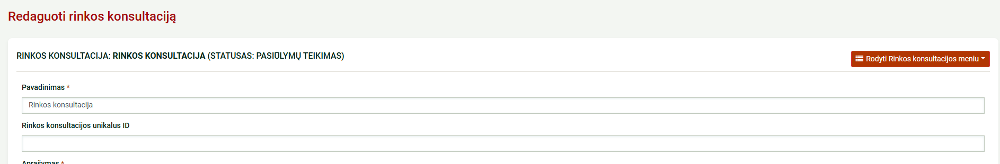 Redaguoti rinkos konsultaciją
RINKOS KONSULTACIJA: RINKOS KONSULTACIJA (STATUSAS: PASIŪLYMŲ TEIKIMAS)
Rodyti Rinkos konsultacijos meniu
Pavadinimas *
Rinkos konsultacija
Rinkos konsultacijos unikalus ID
Aprašymas *